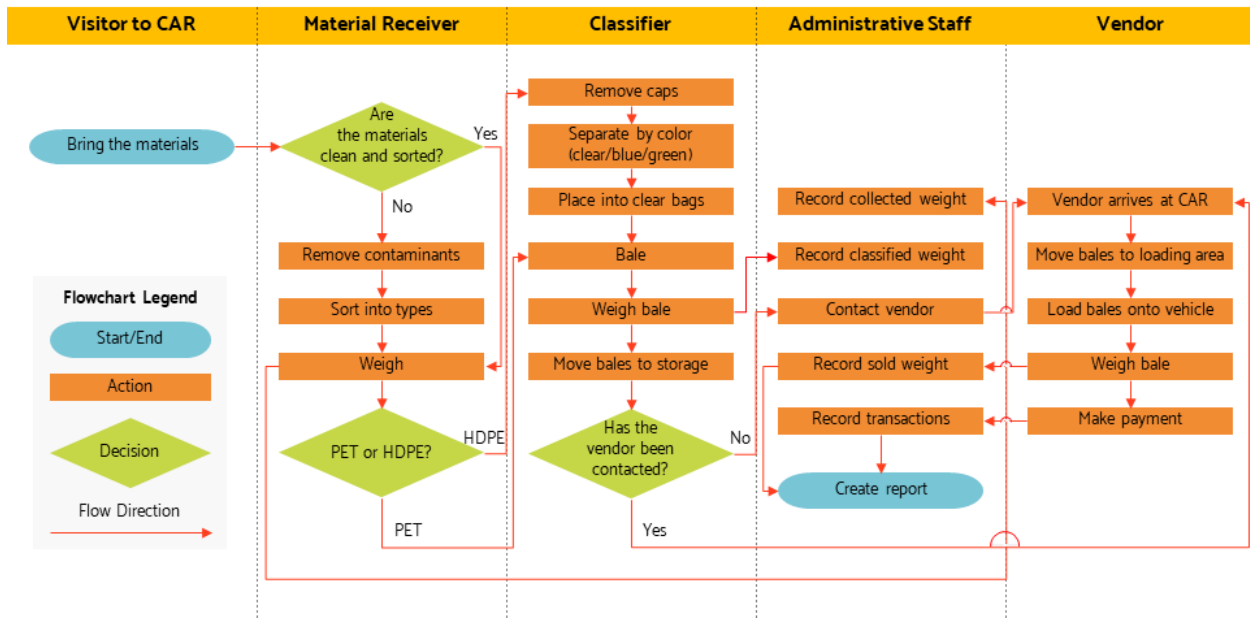 Visitor to CAR
Material Receiver
Classifier
Administrative Staff
Vendor
Bring the materials
Are
the materials
clean and sorted?
Yes
No
Remove contaminants
Sort into types
Weigh
PET or HDPE?
HDPE
PET
Remove caps
Separate by color
(clear/blue/green)
Place into clear bags
Bale
Weigh bale
Move bales to storage
Has the
vendor been
contacted?
No
Yes
Record collected weight
Record classified weight
Contact vendor
Record sold weight
Record transactions
Create report
Vendor arrives at CAR
Move bales to loading area
Load bales onto vehicle
Weigh bale
Make payment
Flowchart Legend
Start/End
Action
Decision
Flow Direction